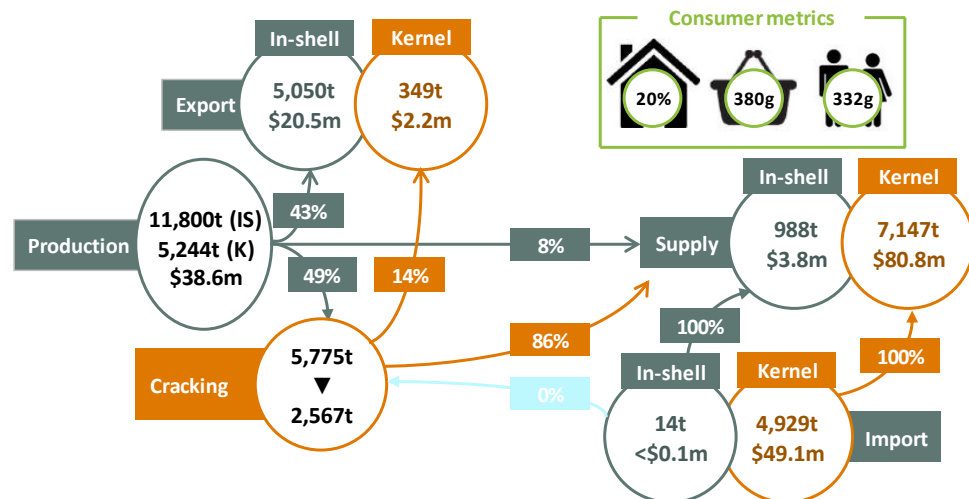 Consumer metrics
20%
380g
332g
In-shell
Kernel
Export
5,050t
$20.5m
349t
$2.2m
43%
Production
11,800t (IS)
5,244t (K)
$38.6m
49%
14%
8%
In-shell
Kernel
Supply
988t
$3.8m
7,147t
$80.8m
Cracking
5,775t
▼
2,567t
86%
0%
100%
100%
In-shell
Kernel
14t
<$0.1m
4,929t
$49.1m
Import